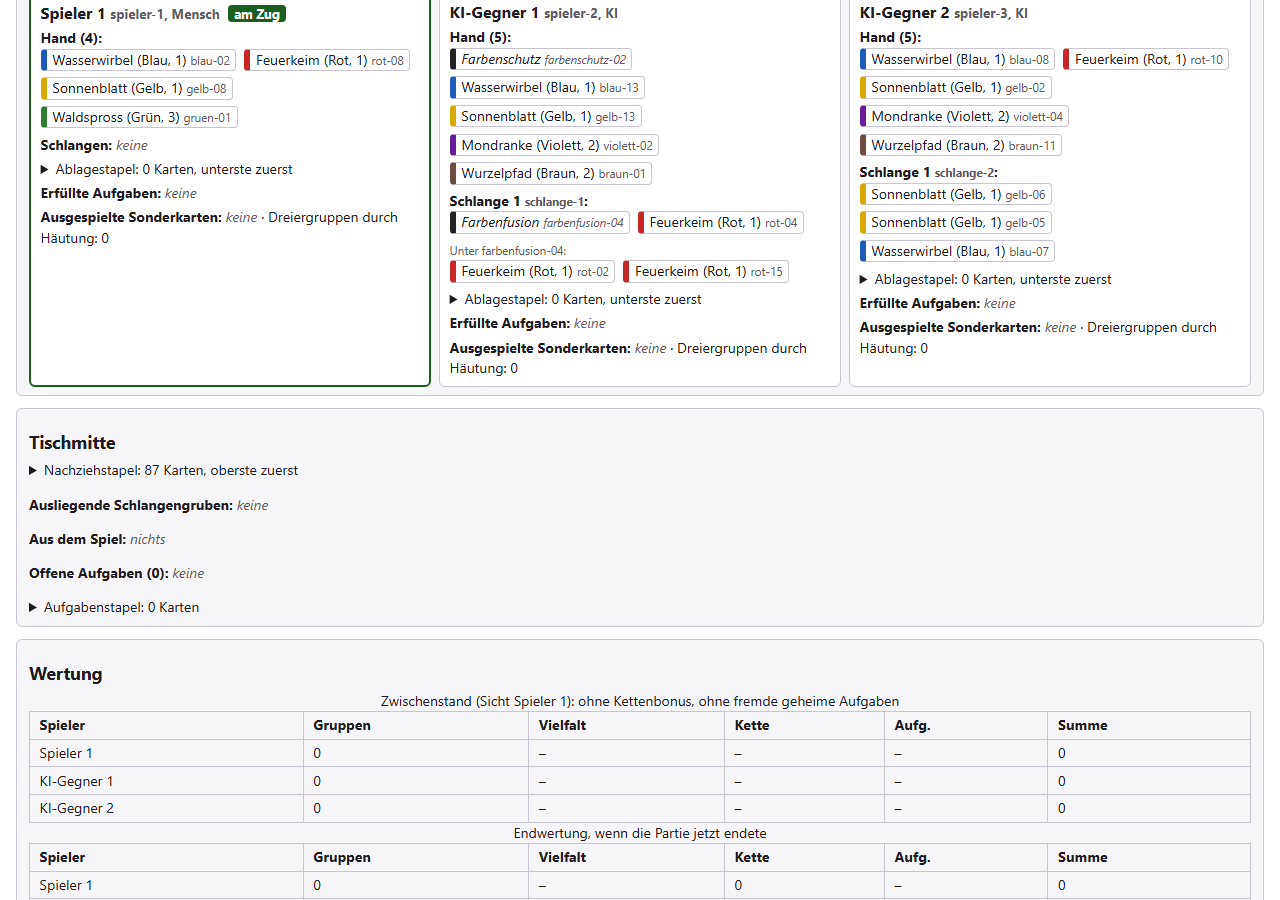 Spieler 1 spieler-1, Mensch am Zug
Hand (4):
Wasserwirbel (Blau, 1) blau-02 Feuerkeim (Rot, 1) rot-08
Sonnenblatt (Gelb, 1) gelb-08
Waldspross (Grün, 3) gruen-01
Schlangen: keine
Ablagestapel: 0 Karten, unterste zuerst
Erfüllte Aufgaben: keine
Ausgespielte Sonderkarten: keine · Dreiergruppen durch
Häutung: 0
KI-Gegner 1 spieler-2, KI
Hand (5):
Farbenschutz farbenschutz-02
Wasserwirbel (Blau, 1) blau-13
Sonnenblatt (Gelb, 1) gelb-13
Mondranke (Violett, 2) violett-02
Wurzelpfad (Braun, 2) braun-01
Schlange 1 schlange-1:
Farbenfusion farbenfusion-04 Feuerkeim (Rot, 1) rot-04
Unter farbenfusion-04:
Feuerkeim (Rot, 1) rot-02 Feuerkeim (Rot, 1) rot-15
Ablagestapel: 0 Karten, unterste zuerst
Erfüllte Aufgaben: keine
Ausgespielte Sonderkarten: keine · Dreiergruppen durch
Häutung: 0
KI-Gegner 2 spieler-3, KI
Hand (5):
Wasserwirbel (Blau, 1) blau-08 Feuerkeim (Rot, 1) rot-10
Sonnenblatt (Gelb, 1) gelb-02
Mondranke (Violett, 2) violett-04
Wurzelpfad (Braun, 2) braun-11
Schlange 1 schlange-2:
Sonnenblatt (Gelb, 1) gelb-06
Sonnenblatt (Gelb, 1) gelb-05
Wasserwirbel (Blau, 1) blau-07
Ablagestapel: 0 Karten, unterste zuerst
Erfüllte Aufgaben: keine
Ausgespielte Sonderkarten: keine · Dreiergruppen durch
Häutung: 0
Tischmitte
Nachziehstapel: 87 Karten, oberste zuerst
Ausliegende Schlangengruben: keine
Aus dem Spiel: nichts
Offene Aufgaben (0): keine
Aufgabenstapel: 0 Karten
Wertung
Zwischenstand (Sicht Spieler 1): ohne Kettenbonus, ohne fremde geheime Aufgaben
Spieler Gruppen Vielfalt Kette Aufg. Summe
Spieler 1 0 – – – 0
KI-Gegner 1 0 – – – 0
KI-Gegner 2 0 – – – 0
Endwertung, wenn die Partie jetzt endete
Spieler Gruppen Vielfalt Kette Aufg. Summe
Spieler 1 0 – 0 – 0